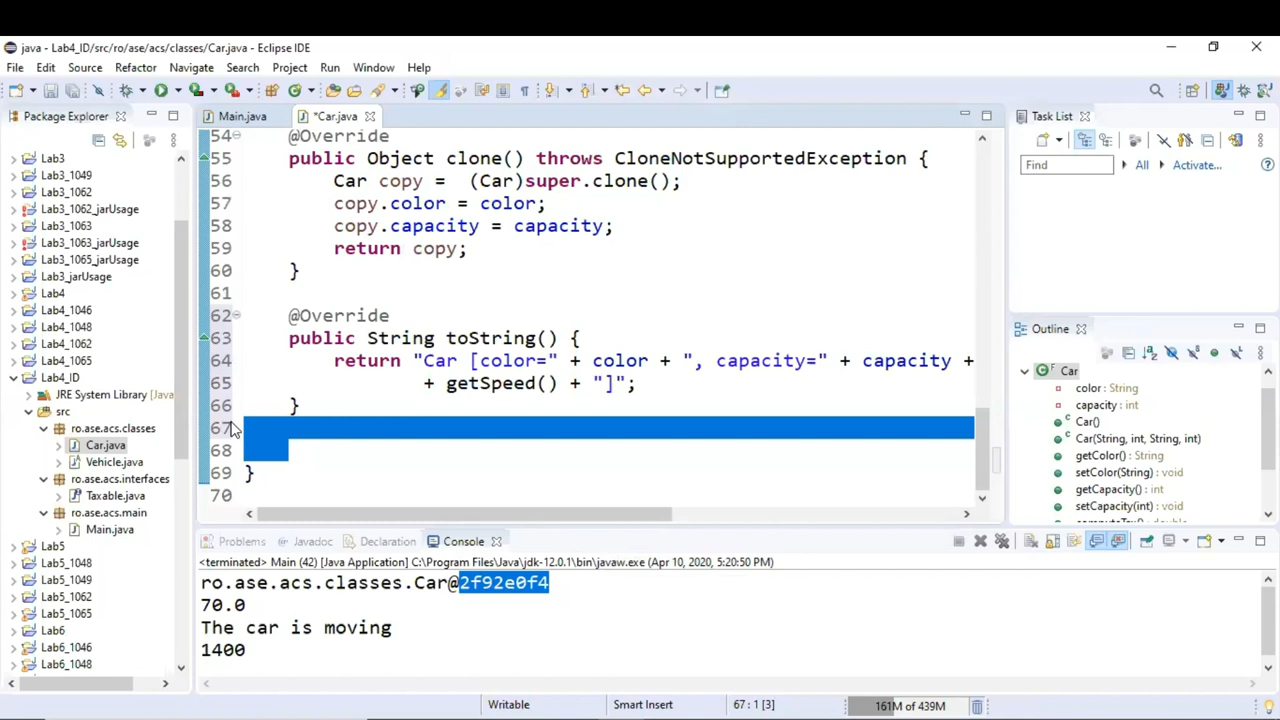 java - Lab4_ID/src/ro/ase/acs/classes/Car.java - Eclipse IDE
File Edit Source Refactor Navigate Search Project Run Window Help
Package Explorer
Lab3
Lab3_1049
Lab3_1062
Lab3_1062_jarUsage
Lab3_1063
Lab3_1063_jarUsage
Lab3_1065_jarUsage
Lab3_jarUsage
Lab4
Lab4_1046
Lab4_1048
Lab4_1062
Lab4_1065
Lab4_ID
JRE System Library [Java
src
ro.ase.acs.classes
Car.java
Vehicle.java
ro.ase.acs.interfaces
Taxable.java
ro.ase.acs.main
Main.java
Lab5
Lab5_1048
Lab5_1049
Lab5_1062
Lab5_1065
Lab6
Lab6_1046
Lab6_1048
Main.java *Car.java
54 @Override
55 public Object clone() throws CloneNotSupportedException {
56 Car copy = (Car)super.clone();
57 copy.color = color;
58 copy.capacity = capacity;
59 return copy;
60 }
61
62 @Override
63 public String toString() {
64 return "Car [color=" + color + ", capacity=" + capacity +
65 + getSpeed() + "]";
66 }
67
68
69 }
70
Task List
Find All Activate...
Outline
Car
color : String
capacity : int
Car()
Car(String, int, String, int)
getColor() : String
setColor(String) : void
getCapacity() : int
setCapacity(int) : void
Problems Javadoc Declaration Console
<terminated> Main (42) [Java Application] C:\Program Files\Java\jdk-12.0.1\bin\javaw.exe (Apr 10, 2020, 5:20:50 PM)
ro.ase.acs.classes.Car@2f92e0f4
70.0
The car is moving
1400
Writable Smart Insert 67 : 1 [3] 161M of 439M